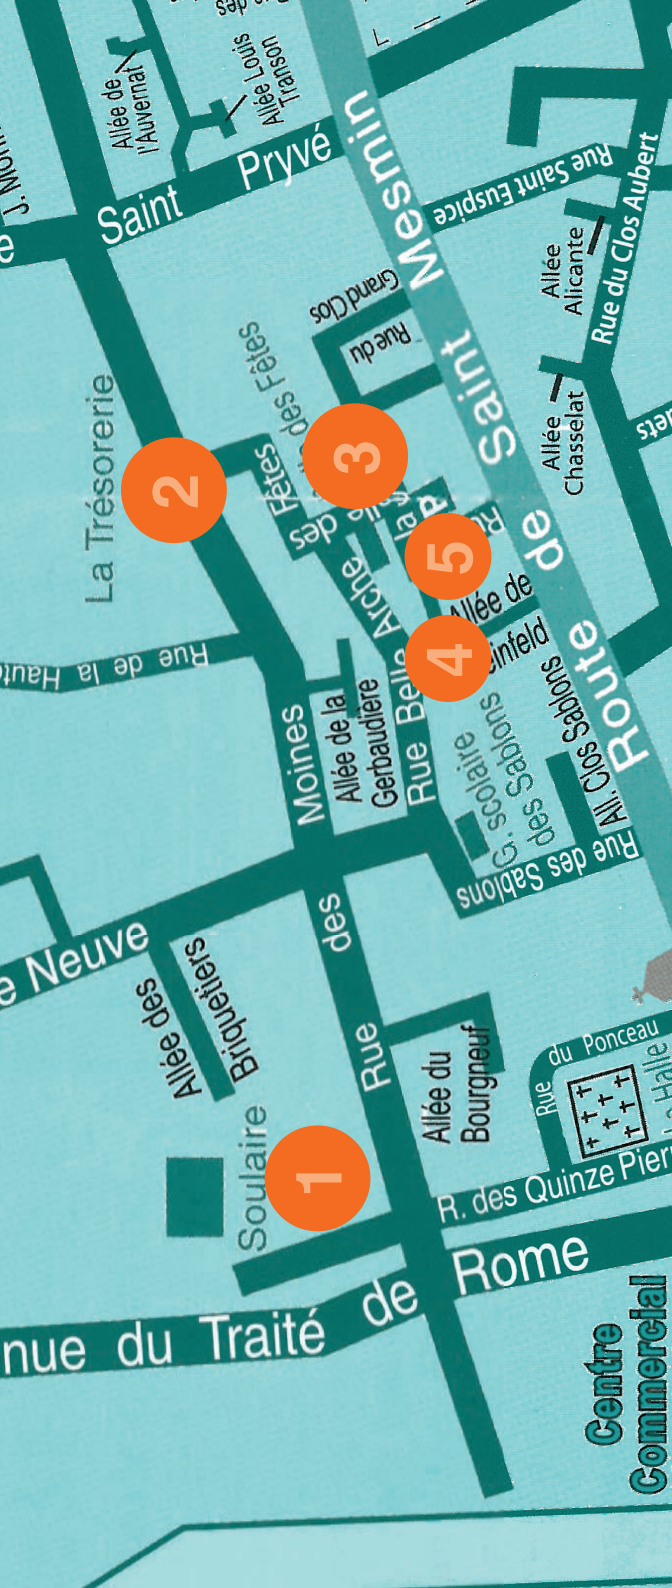 J. Mon
Allée de
l'Auvernat
Allée Louis
Transon
Saint Pryvé
Route de Saint Mesmin
Rue Saint Euspice
Rue du Clos Aubert
Allée
Alicante
Allée
Chasselat
Rue du
Grand Clos
La Trésorerie
des Fêtes
des Fêtes
2
3
5
4
1
P
Rue de la Haute
Allée de
einfeld
Rue Belle Arche
Allée de la
Gerbaudière
G. scolaire
des Sablons
All. Clos Sablons
Rue des Sablons
Rue des Moines
e Neuve
Allée des
Briquetiers
Allée du
Bourgneuf
Soulaire
Rue du Ponceau
Halle
R. des Quinze Pierr
nue du Traité de Rome
Centre
Commercial